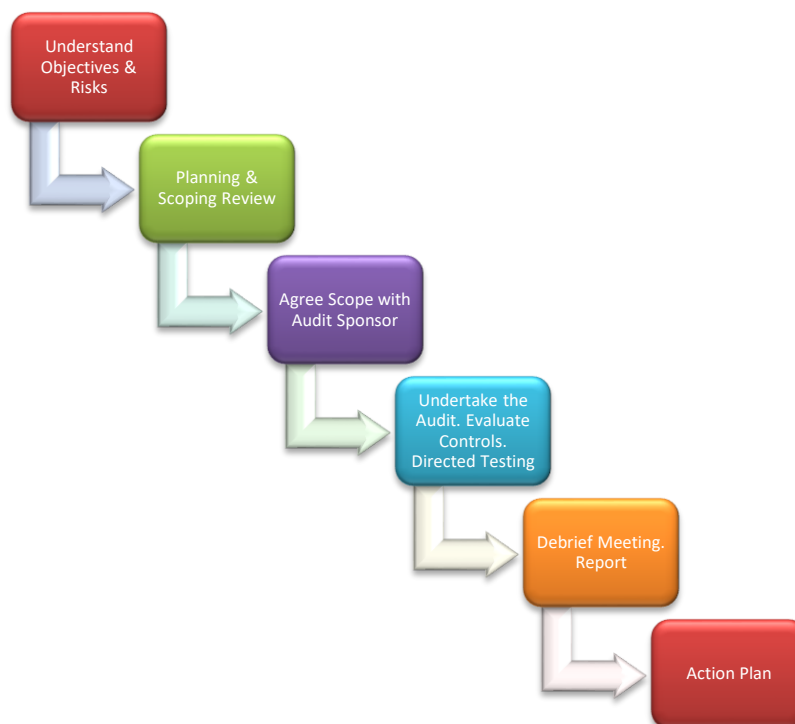 Understand
Objectives &
Risks
Planning &
Scoping Review
Agree Scope with
Audit Sponsor
Undertake the
Audit. Evaluate
Controls.
Directed Testing
Debrief Meeting.
Report
Action Plan